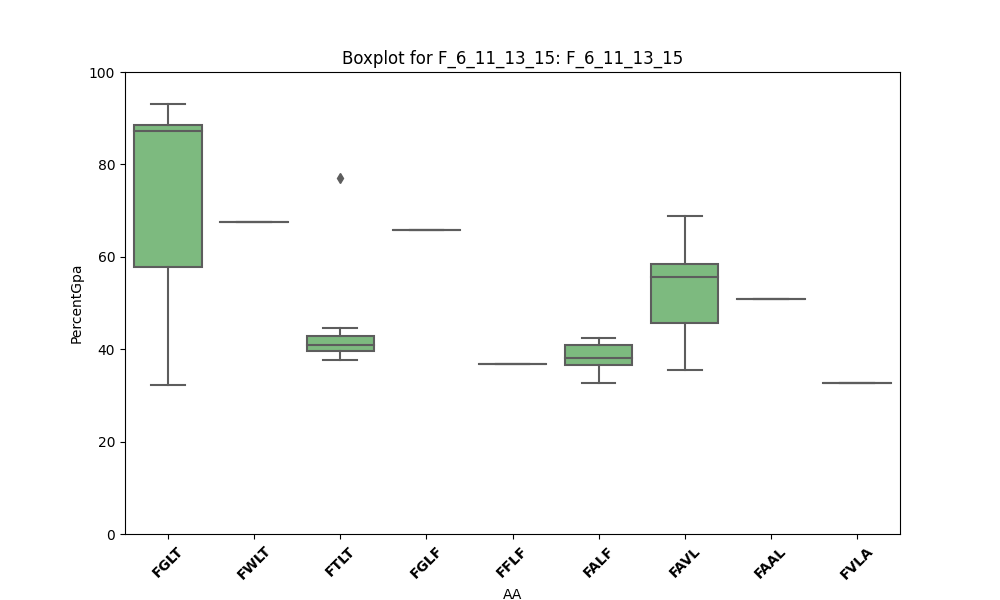 Boxplot for F_6_11_13_15: F_6_11_13_15
100
80
60
40
20
0
PercentGpa
FGLT FWLT FTLT FGLF FFLF FALF FAVL FAAL FVLA
AA